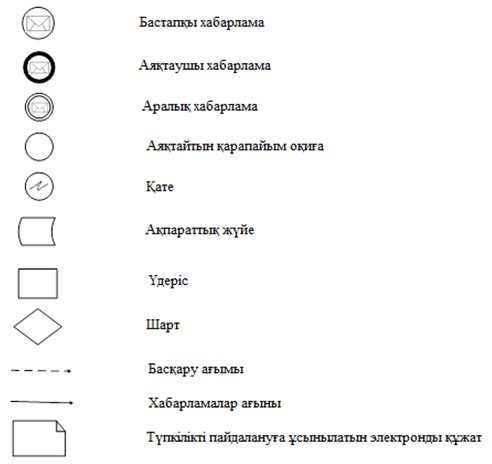 Бастапқы хабарлама
Аяқтаушы хабарлама
Аралық хабарлама
Аяқтайтын қарапайым оқиға
Қате
Ақпараттық жүйе
Үдеріс
Шарт
Басқару ағымы
Хабарламалар ағыны
Түпкілікті пайдалануға ұсынылатын электронды құжат